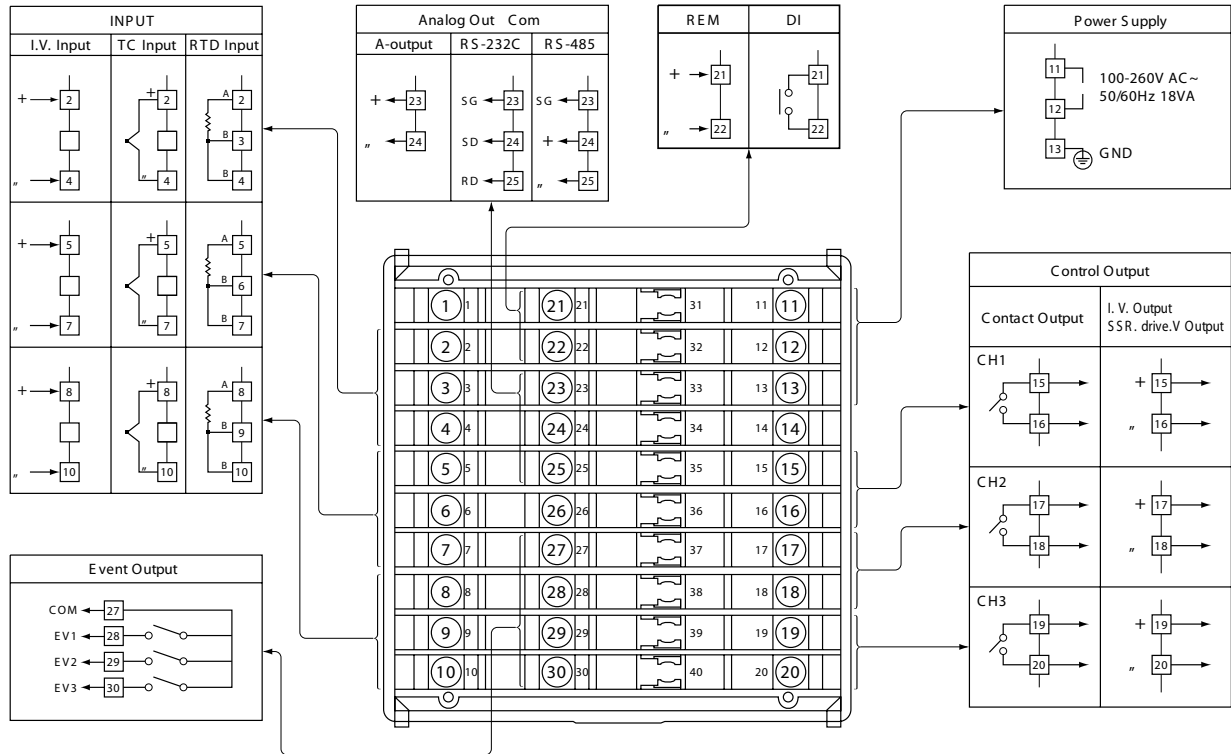 INPUT
I.V. Input TC Input RTD Input
+ 2 + 2 A 2
B 3
„ 4 „ 4 B 4
+ 5 + 5 A 5
B 6
„ 7 „ 7 B 7
+ 8 + 8 A 8
B 9
„ 10 „ 10 B 10
Analog Out Com
A-output RS-232C RS-485
+ 23 SG 23 SG 23
„ 24 SD 24 + 24
RD 25 „ 25
REM DI
+ 21 21
„ 22 22
Power Supply
11
12
100-260V AC~
50/60Hz 18VA
13 GND
1 1 21 21 31 11 11
2 2 22 22 32 12 12
3 3 23 23 33 13 13
4 4 24 24 34 14 14
5 5 25 25 35 15 15
6 6 26 26 36 16 16
7 7 27 27 37 17 17
8 8 28 28 38 18 18
9 9 29 29 39 19 19
10 10 30 30 40 20 20
Control Output
Contact Output
I. V. Output
SSR. drive.V Output
CH1
15 + 15
16 „ 16
CH2
17 + 17
18 „ 18
CH3
19 + 19
20 „ 20
Event Output
COM 27
EV1 28
EV2 29
EV3 30